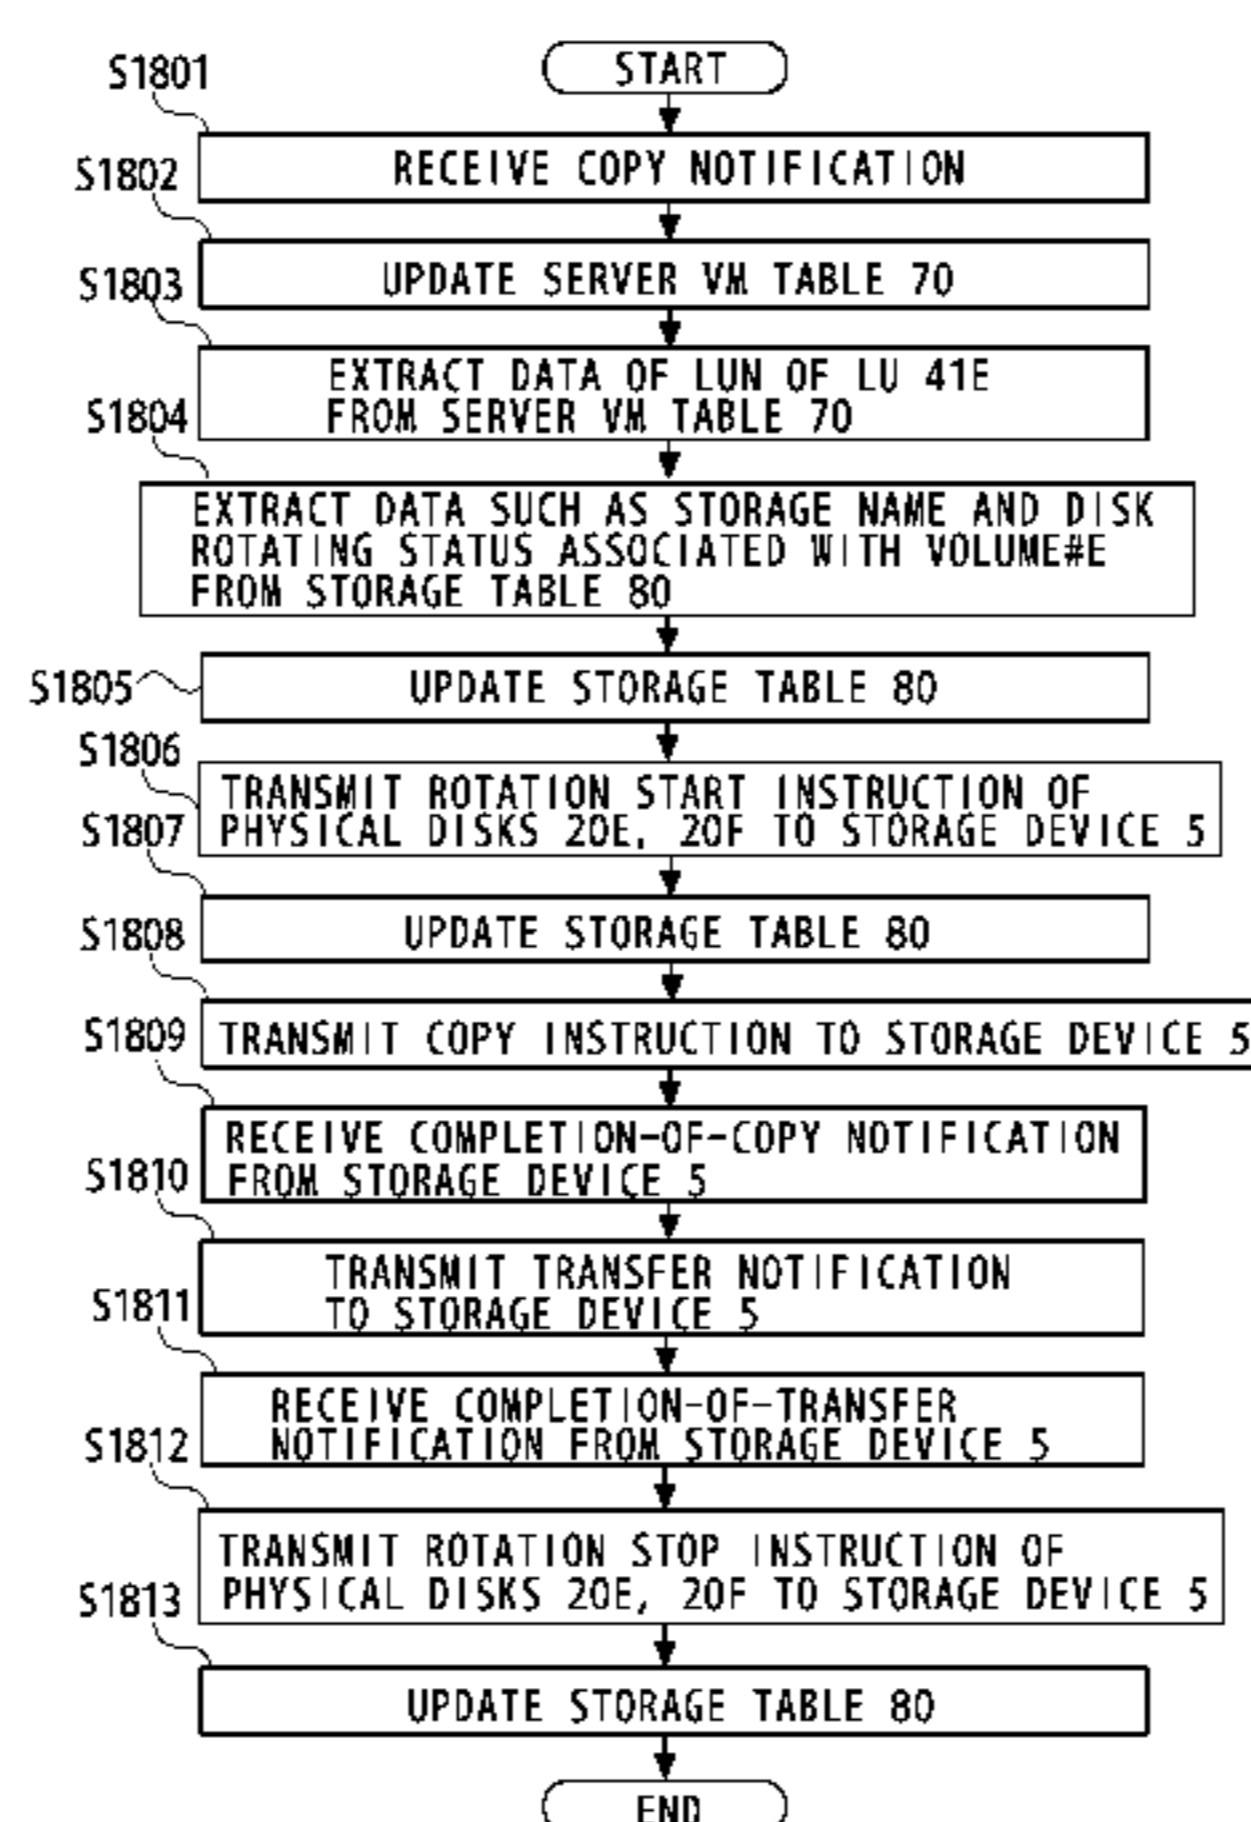 START
S1801
RECEIVE COPY NOTIFICATION
S1802
UPDATE SERVER VM TABLE 70
S1803
EXTRACT DATA OF LUN OF LU 41E
FROM SERVER VM TABLE 70
S1804
EXTRACT DATA SUCH AS STORAGE NAME AND DISK
ROTATING STATUS ASSOCIATED WITH VOLUME#E
FROM STORAGE TABLE 80
S1805
UPDATE STORAGE TABLE 80
S1806
TRANSMIT ROTATION START INSTRUCTION OF
PHYSICAL DISKS 20E, 20F TO STORAGE DEVICE 5
S1807
UPDATE STORAGE TABLE 80
S1808
TRANSMIT COPY INSTRUCTION TO STORAGE DEVICE 5
S1809
RECEIVE COMPLETION-OF-COPY NOTIFICATION
FROM STORAGE DEVICE 5
S1810
TRANSMIT TRANSFER NOTIFICATION
TO STORAGE DEVICE 5
S1811
RECEIVE COMPLETION-OF-TRANSFER
NOTIFICATION FROM STORAGE DEVICE 5
S1812
TRANSMIT ROTATION STOP INSTRUCTION OF
PHYSICAL DISKS 20E, 20F TO STORAGE DEVICE 5
S1813
UPDATE STORAGE TABLE 80
END